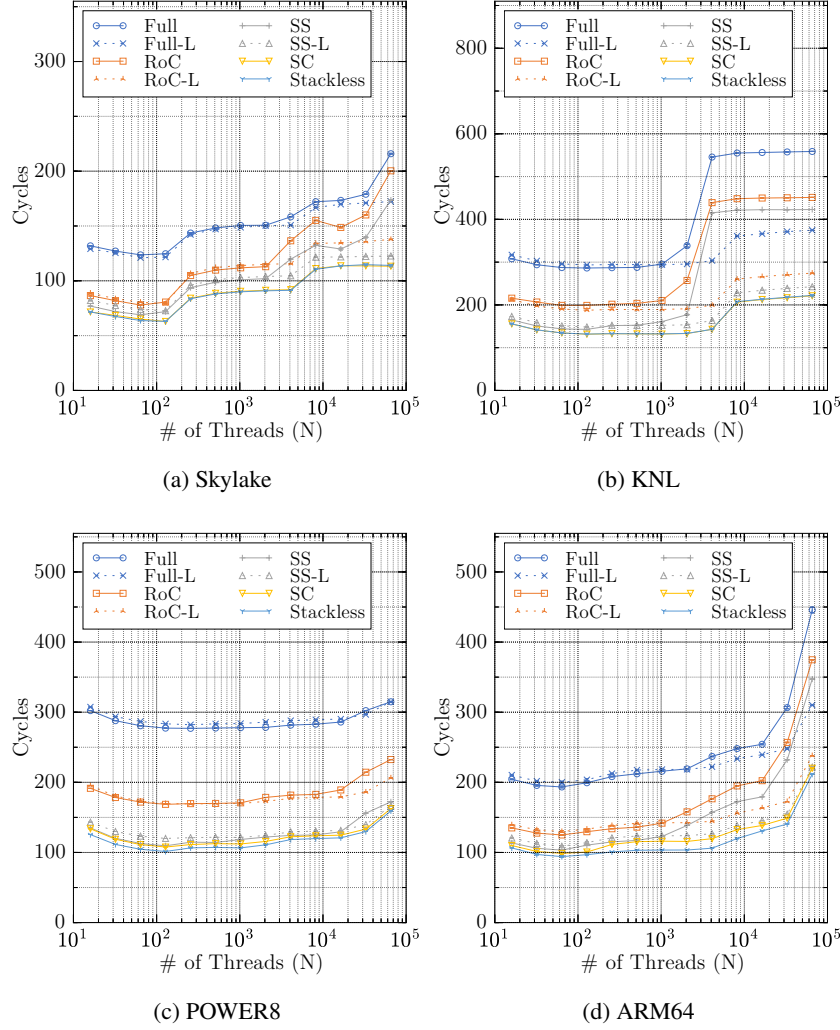 350
300
200
100
0
Cycles
Full
Full-L
RoC
RoC-L
SS
SS-L
SC
Stackless
10^1 10^2 10^3 10^4 10^5
# of Threads (N)
(a) Skylake
800
600
400
200
0
Cycles
Full
Full-L
RoC
RoC-L
SS
SS-L
SC
Stackless
10^1 10^2 10^3 10^4 10^5
# of Threads (N)
(b) KNL
500
400
300
200
100
0
Cycles
Full
Full-L
RoC
RoC-L
SS
SS-L
SC
Stackless
10^1 10^2 10^3 10^4 10^5
# of Threads (N)
(c) POWER8
500
400
300
200
100
0
Cycles
Full
Full-L
RoC
RoC-L
SS
SS-L
SC
Stackless
10^1 10^2 10^3 10^4 10^5
# of Threads (N)
(d) ARM64